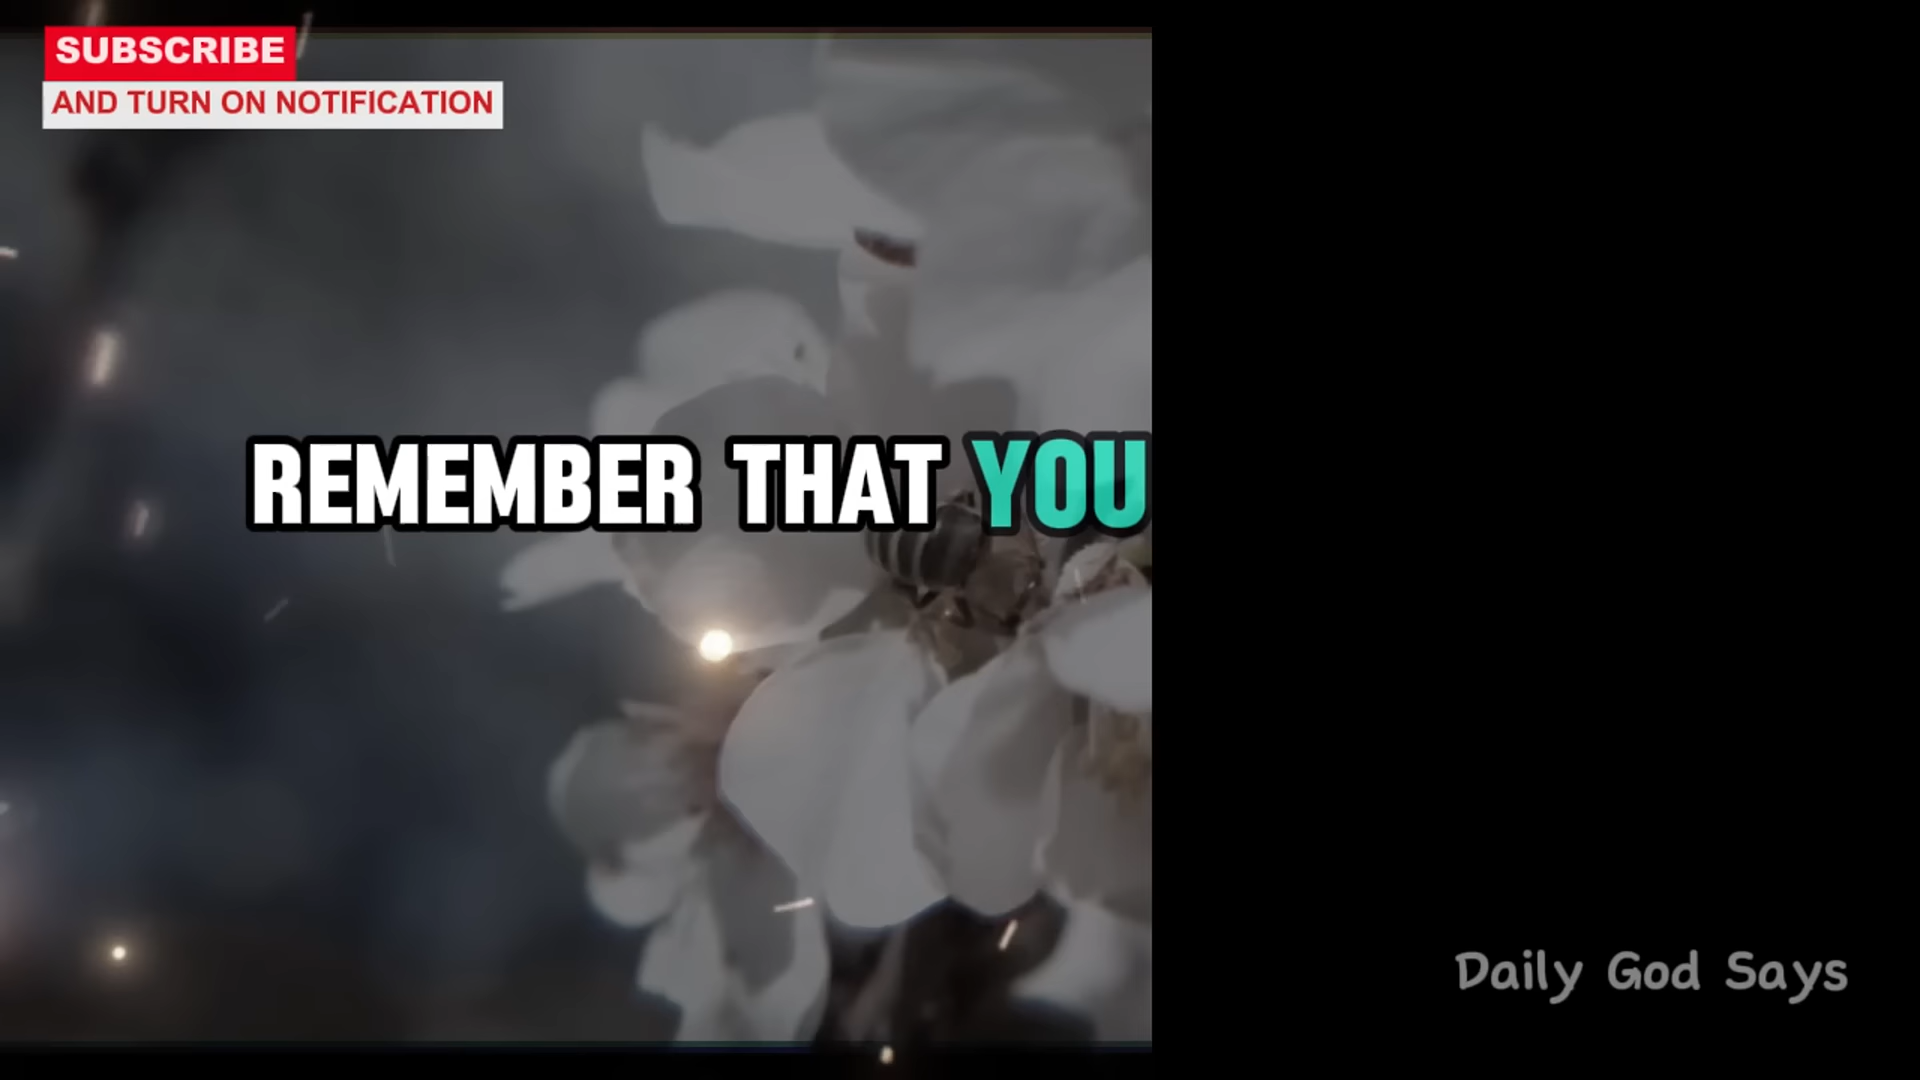 SUBSCRIBE
AND TURN ON NOTIFICATION
REMEMBER THAT YOU
Daily God Says